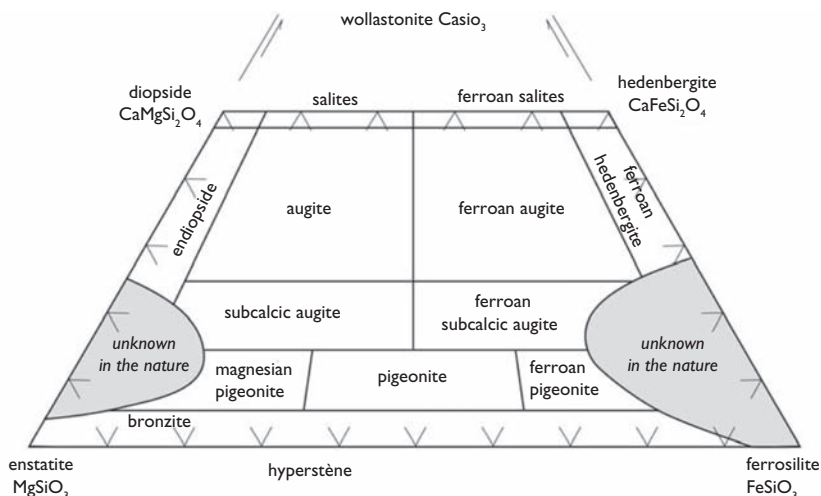 wollastonite Casio₃
diopside
CaMgSi₂O₄
salites
ferroan salites
hedenbergite
CaFeSi₂O₄
endiopside
augite
ferroan augite
ferroan
hedenbergite
subcalcic augite
ferroan
subcalcic augite
unknown
in the nature
magnesian
pigeonite
pigeonite
ferroan
pigeonite
unknown
in the nature
bronzite
enstatite
MgSiO₃
hyperstène
ferrosilite
FeSiO₃